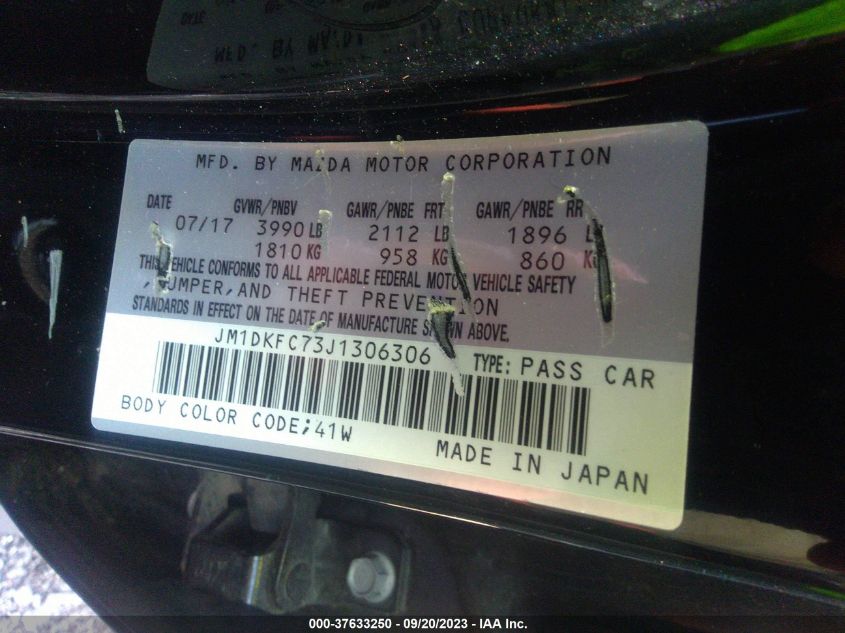 DATE
MFD. BY MAZDA MOTOR CORPORATION
DATE GVWR/PNBV GAWR/PNBE FRT GAWR/PNBE RR
07/17 3990 LB 2112 LB 1896
1810 KG 958 KG 860
THIS VEHICLE CONFORMS TO ALL APPLICABLE FEDERAL MOTOR VEHICLE SAFETY
,BUMPER,AND THEFT PREVENTION
STANDARDS IN EFFECT ON THE DATE OF MANUFACTURE SHOWN ABOVE.
JM1DKFC73J1306306 TYPE: PASS CAR
BODY COLOR CODE;41W
MADE IN JAPAN
000-37633250 - 09/20/2023 - IAA Inc.